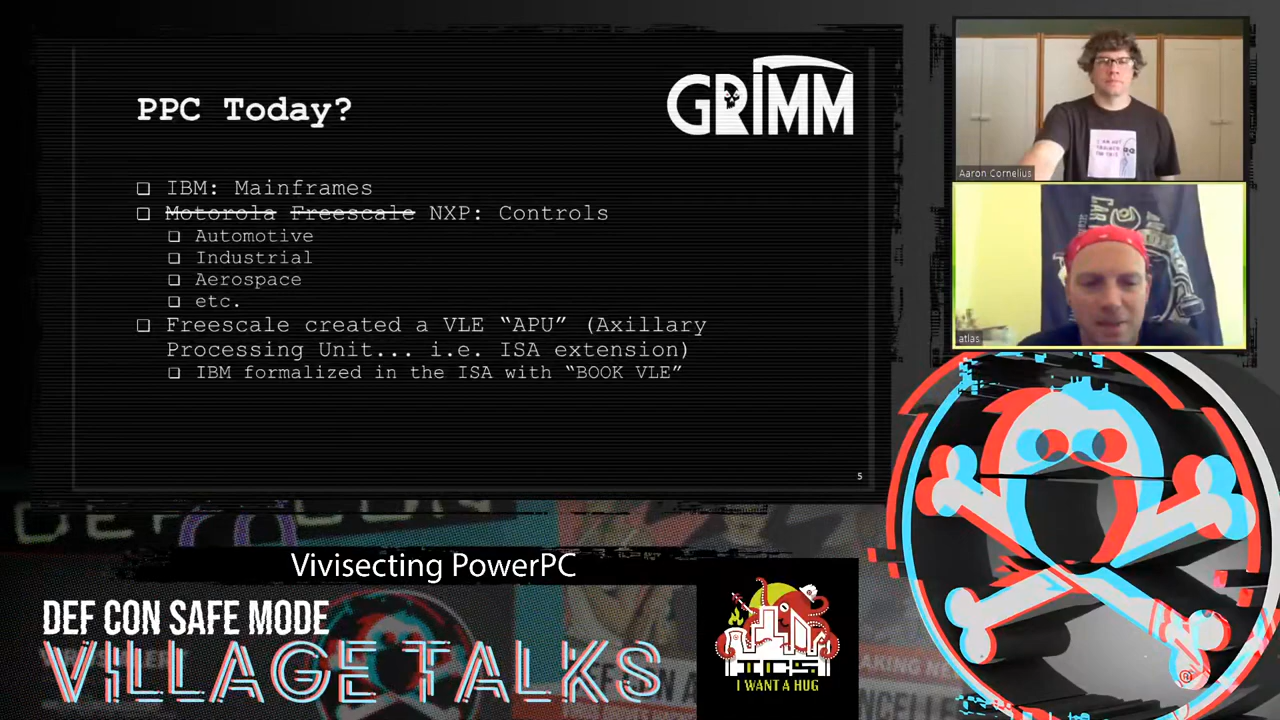 PPC Today?
GRIMM
❑ IBM: Mainframes
❑ Motorola Freescale NXP: Controls
❑ Automotive
❑ Industrial
❑ Aerospace
❑ etc.
❑ Freescale created a VLE “APU” (Axillary
Processing Unit... i.e. ISA extension)
❑ IBM formalized in the ISA with “BOOK VLE”
5
Aaron Cornelius
atlas
Vivisecting PowerPC
DEF CON SAFE MODE
VILLAGE TALKS
ICS
I WANT A HUG